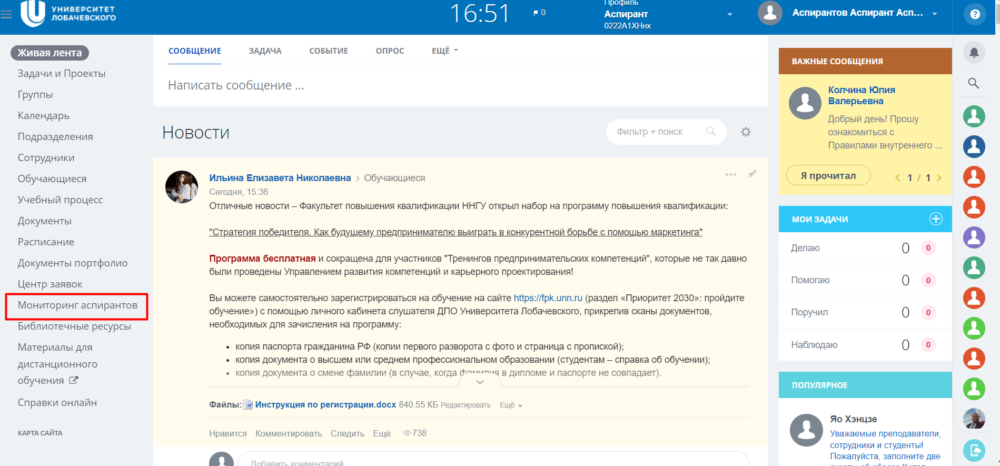 УНИВЕРСИТЕТ
ЛОБАЧЕВСКОГО
16:51
0
Профиль
Аспирант
0222А1ХНнх
Аспирантов Аспирант Асп...
?
Живая лента
Задачи и Проекты
Группы
Календарь
Подразделения
Сотрудники
Обучающиеся
Учебный процесс
Документы
Расписание
Документы портфолио
Центр заявок
Мониторинг аспирантов
Библиотечные ресурсы
Материалы для
дистанционного
обучения
Справки онлайн
КАРТА САЙТА
СООБЩЕНИЕ ЗАДАЧА СОБЫТИЕ ОПРОС ЕЩЁ
Написать сообщение ...
Новости
Фильтр + поиск
Ильина Елизавета Николаевна > Обучающиеся
Сегодня, 15:36
Отличные новости – Факультет повышения квалификации ННГУ открыл набор на программу повышения квалификации:
"Стратегия победителя. Как будущему предпринимателю выиграть в конкурентной борьбе с помощью маркетинга"
Программа бесплатная и сокращена для участников "Тренингов предпринимательских компетенций", которые не так давно
были проведены Управлением развития компетенций и карьерного проектирования!
Вы можете самостоятельно зарегистрироваться на обучение на сайте https://fpk.unn.ru (раздел «Приоритет 2030»: пройдите
обучение») с помощью личного кабинета слушателя ДПО Университета Лобачевского, прикрепив сканы документов,
необходимых для зачисления на программу:
• копия паспорта гражданина РФ (копии первого разворота с фото и страница с пропиской);
• копия документа о высшем или среднем профессиональном образовании (студентам – справка об обучении);
• копия документа о смене фамилии (в случае, когда фамилия в дипломе и паспорте не совпадает).
Файлы: Инструкция по регистрации.docx 840.55 КБ Редактировать Ещё
Нравится Комментировать Следить Ещё 738
Добавить комментарий
ВАЖНЫЕ СООБЩЕНИЯ
Колчина Юлия
Валерьевна
Добрый день! Прошу
ознакомиться с
Правилами внутреннего ...
Я прочитал
1 / 1
МОИ ЗАДАЧИ
Делаю 0 0
Помогаю 0 0
Поручил 0 0
Наблюдаю 0 0
ПОПУЛЯРНОЕ
Яо Хэнцзе
Уважаемые преподаватели,
сотрудники и студенты!
Пожалуйста, заполните две